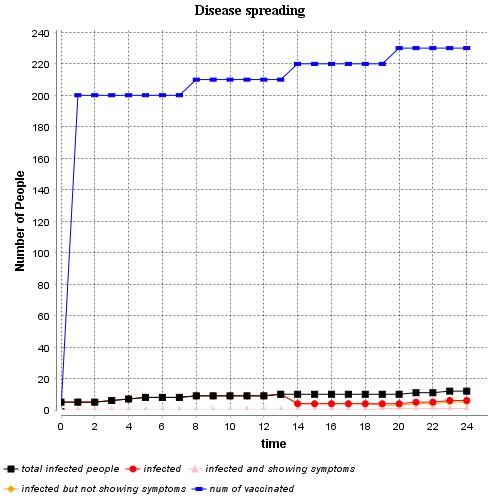 Disease spreading
Number of People
240
220
200
180
160
140
120
100
80
60
40
20
0
0 2 4 6 8 10 12 14 16 18 20 22 24
time
total infected people infected infected and showing symptoms
infected but not showing symptoms num of vaccinated